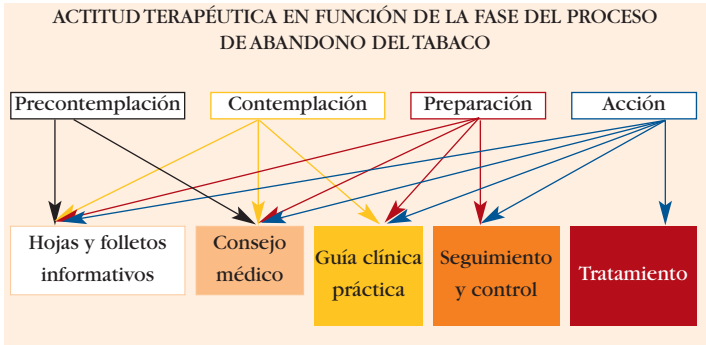 ACTITUD TERAPÉUTICA EN FUNCIÓN DE LA FASE DEL PROCESO
DE ABANDONO DEL TABACO
Precontemplación
Contemplación
Preparación
Acción
Hojas y folletos
informativos
Consejo
médico
Guía clínica
práctica
Seguimiento
y control
Tratamiento